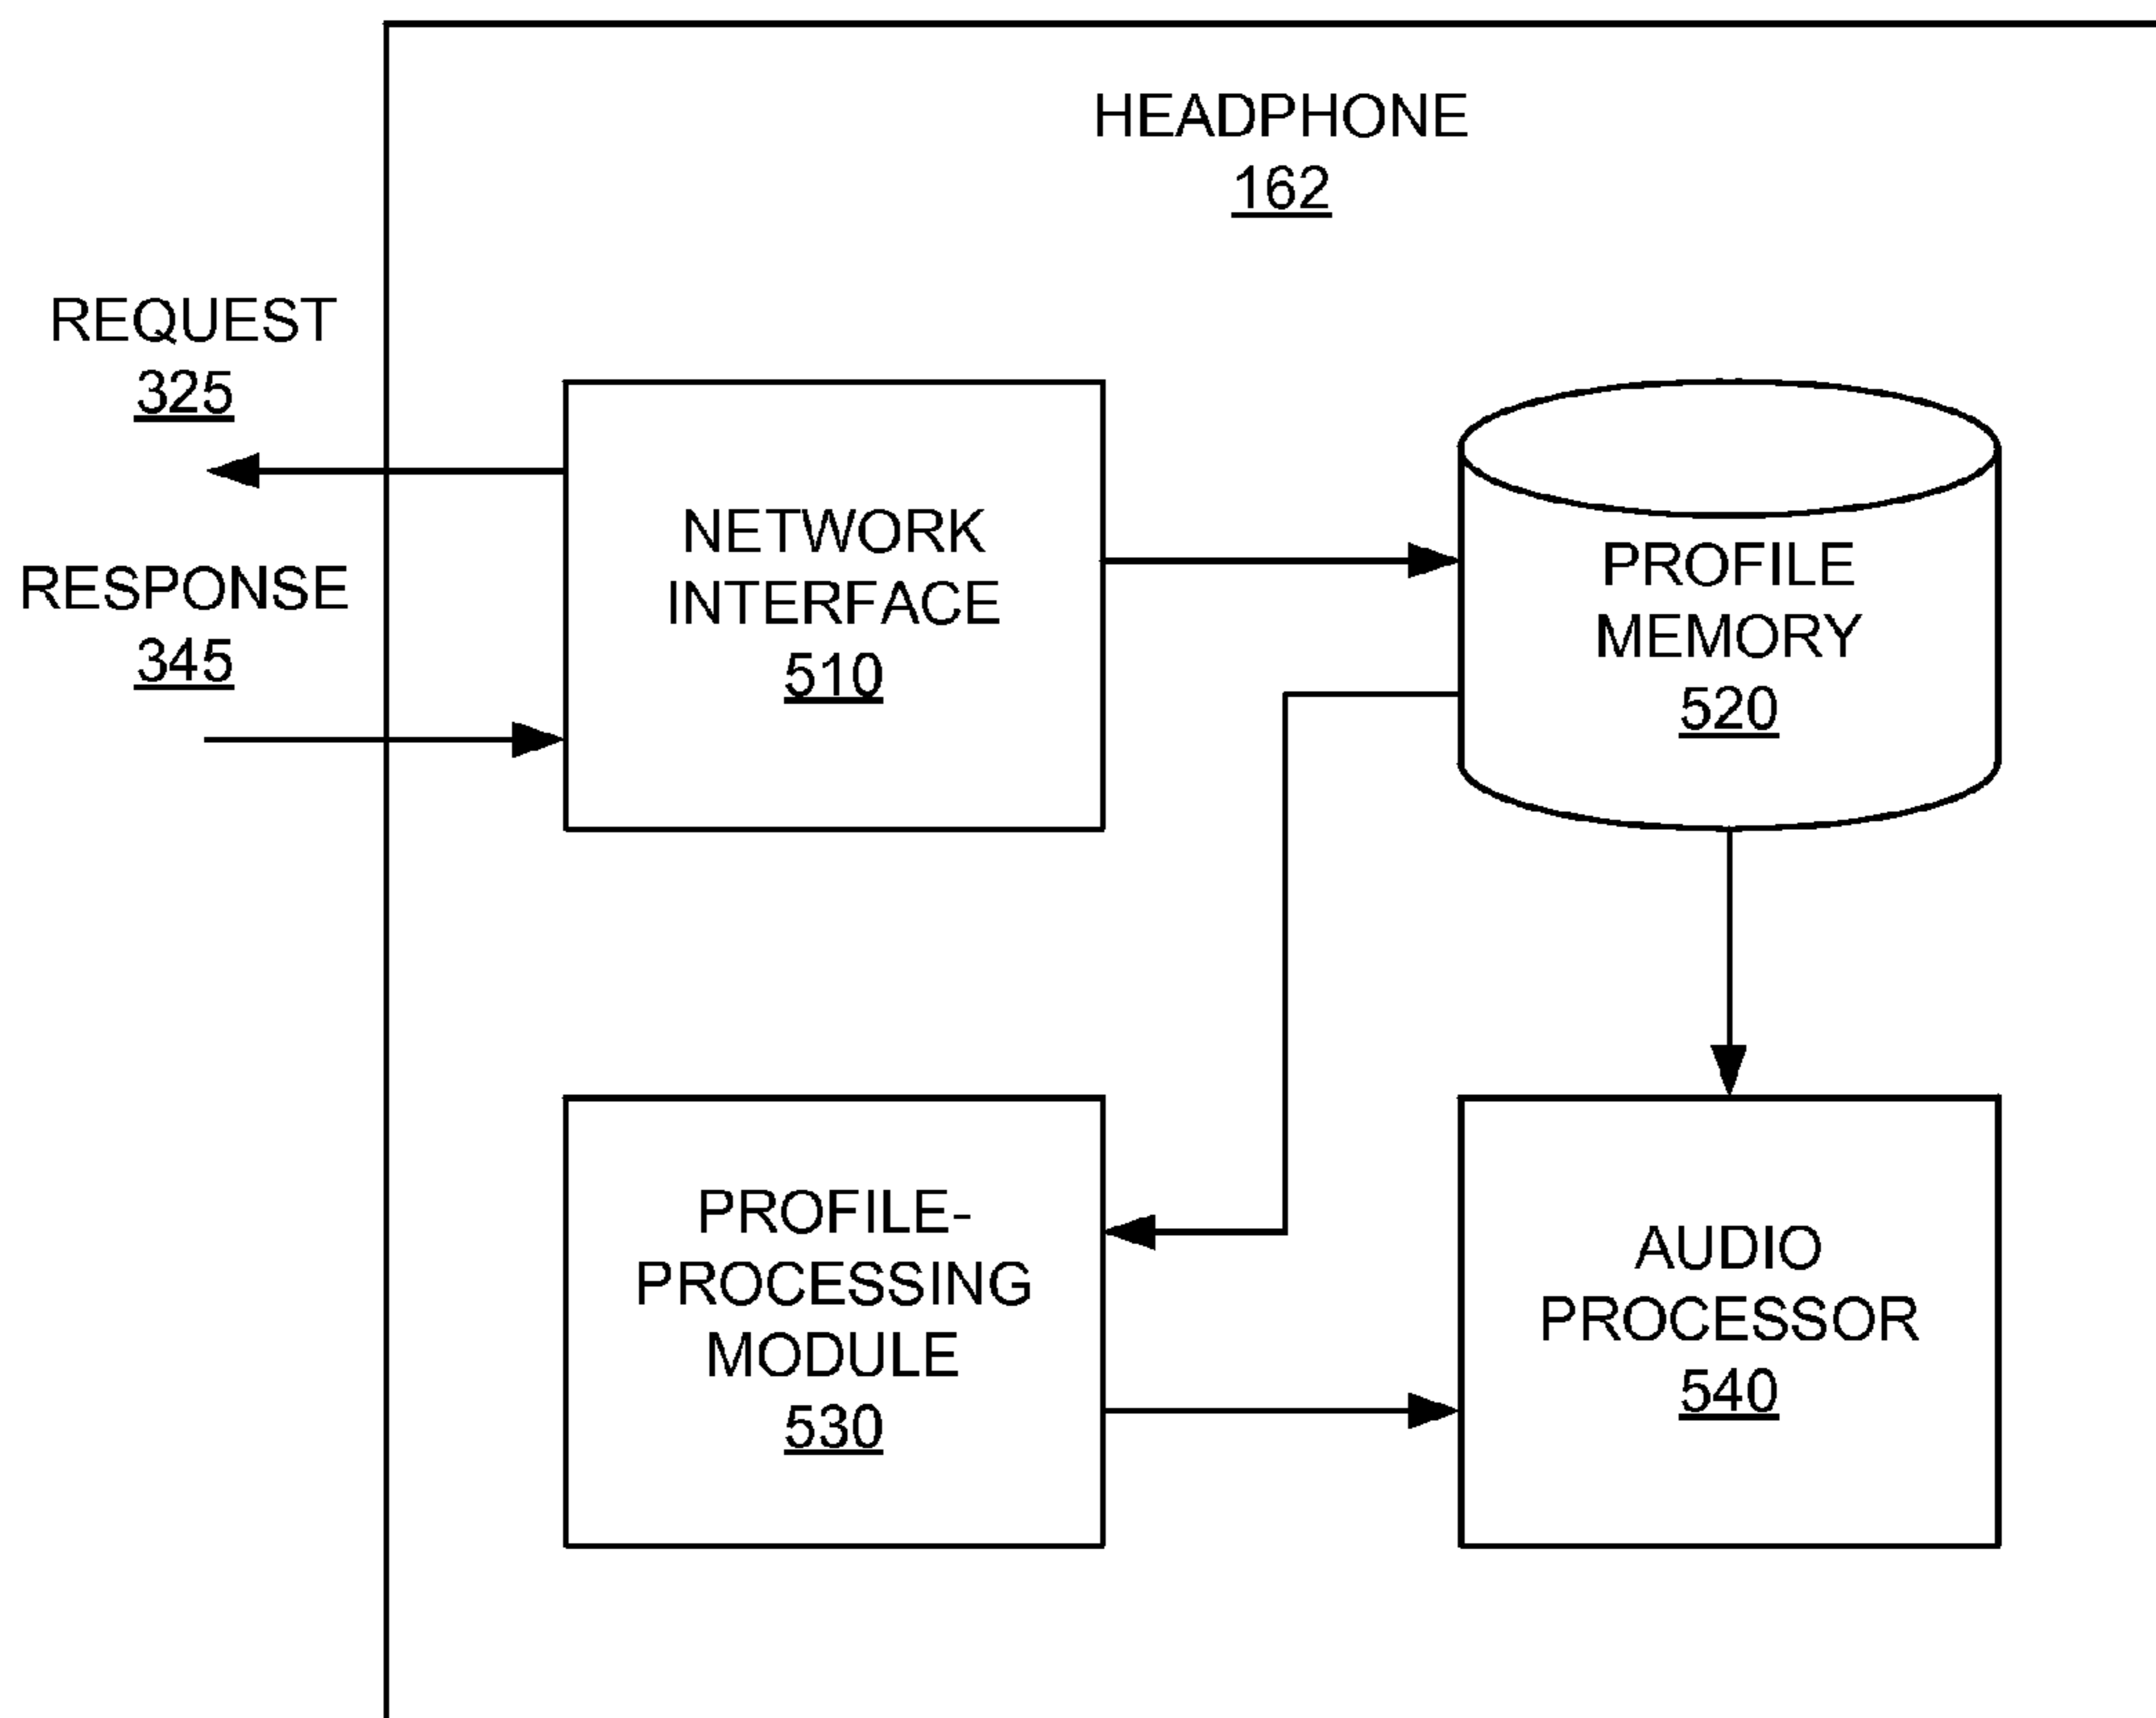 HEADPHONE
162
REQUEST
325
RESPONSE
345
NETWORK
INTERFACE
510
PROFILE
MEMORY
520
PROFILE-
PROCESSING
MODULE
530
AUDIO
PROCESSOR
540